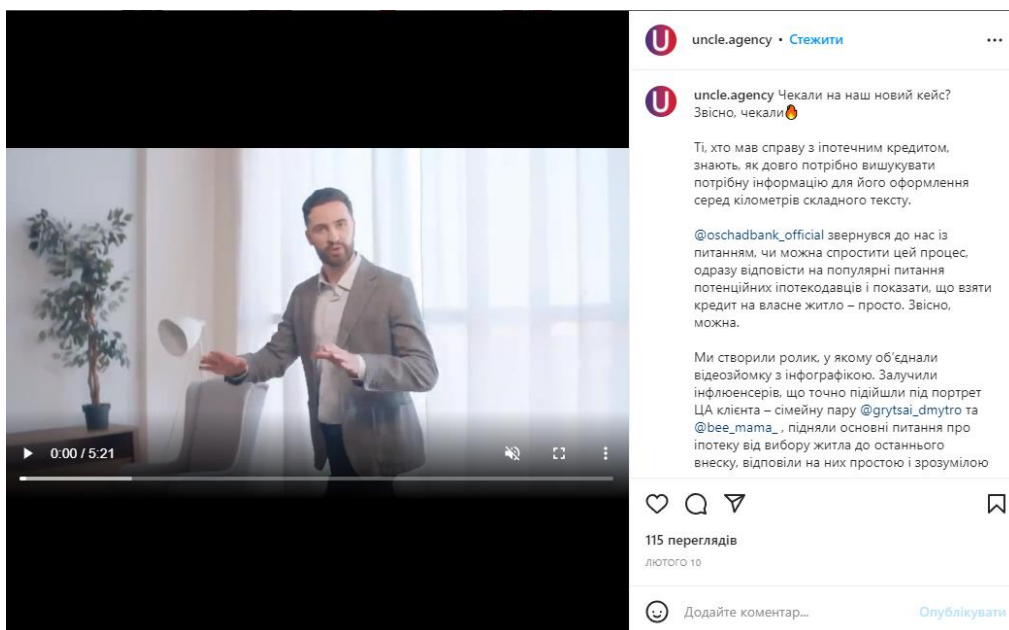 uncle.agency • Стежити
uncle.agency Чекали на наш новий кейс?
Звісно, чекали🔥
Ті, хто мав справу з іпотечним кредитом,
знають, як довго потрібно вишукувати
потрібну інформацію для його оформлення
серед кілометрів складного тексту.
@oschadbank_official звернувся до нас із
питанням, чи можна спростити цей процес,
одразу відповісти на популярні питання
потенційних іпотекодавців і показати, що взяти
кредит на власне житло – просто. Звісно,
можна.
Ми створили ролик, у якому об’єднали
відеозйомку з інфографікою. Залучили
інфлюенсерів, що точно підійшли під портрет
ЦА клієнта – сімейну пару @grytsai_dmytro та
@bee_mama_ , підняли основні питання про
іпотеку від вибору житла до останнього
внеску, відповіли на них простою і зрозумілою
0:00 / 5:21
115 переглядів
ЛЮТОГО 10
Додайте коментар...
Опублікувати